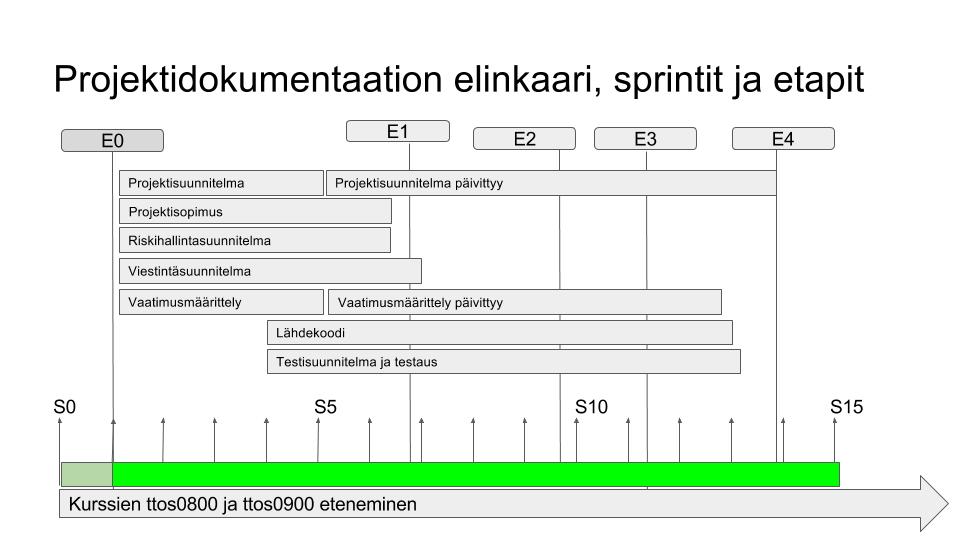 Projektidokumentaation elinkaari, sprintit ja etapit
E0
E1
E2
E3
E4
Projektisuunnitelma
Projektisuunnitelma päivittyy
Projektisopimus
Riskihallintasuunnitelma
Viestintäsuunnitelma
Vaatimusmäärittely
Vaatimusmäärittely päivittyy
Lähdekoodi
Testisuunnitelma ja testaus
S0
S5
S10
S15
Kurssien ttos0800 ja ttos0900 eteneminen